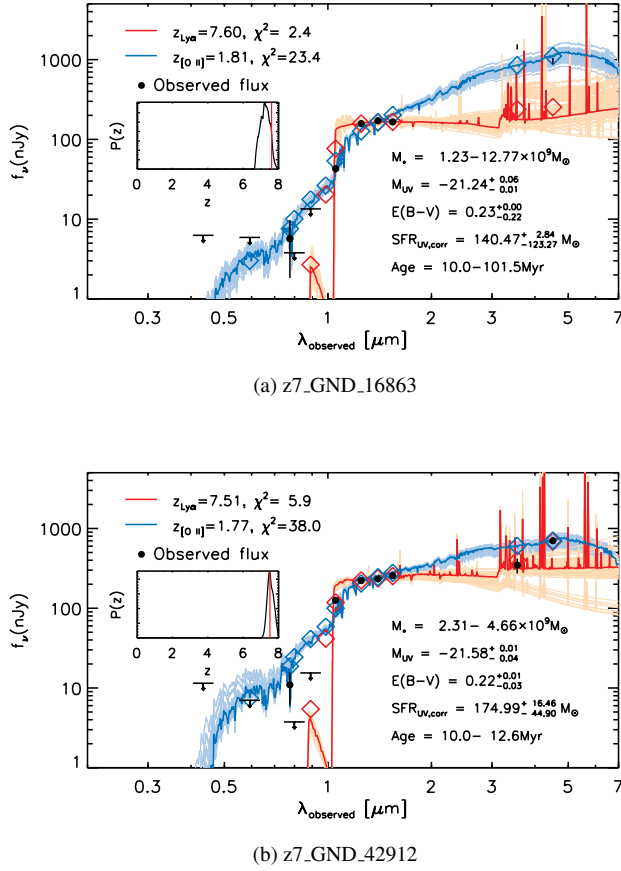 1000
100
10
1
f_ν(nJy)
z_Lyα=7.60, χ²= 2.4
z_[O II]=1.81, χ²=23.4
Observed flux
P(z)
0 2 4 6 8
z
M_* = 1.23−12.77×10⁹M_⊙
M_UV = −21.24 + 0.06 − 0.01
E(B−V) = 0.23 +0.00 −0.22
SFR_UV,corr = 140.47 + 2.84 −123.27 M_⊙
Age = 10.0−101.5Myr
0.3 0.5 1 2 3 5 7
λ_observed [μm]
(a) z7_GND_16863
1000
100
10
1
f_ν(nJy)
z_Lyα=7.51, χ²= 5.9
z_[O II]=1.77, χ²=38.0
Observed flux
P(z)
0 2 4 6 8
z
M_* = 2.31− 4.66×10⁹M_⊙
M_UV = −21.58 + 0.01 − 0.04
E(B−V) = 0.22 +0.01 −0.03
SFR_UV,corr = 174.99 + 16.46 − 44.90 M_⊙
Age = 10.0− 12.6Myr
0.3 0.5 1 2 3 5 7
λ_observed [μm]
(b) z7_GND_42912